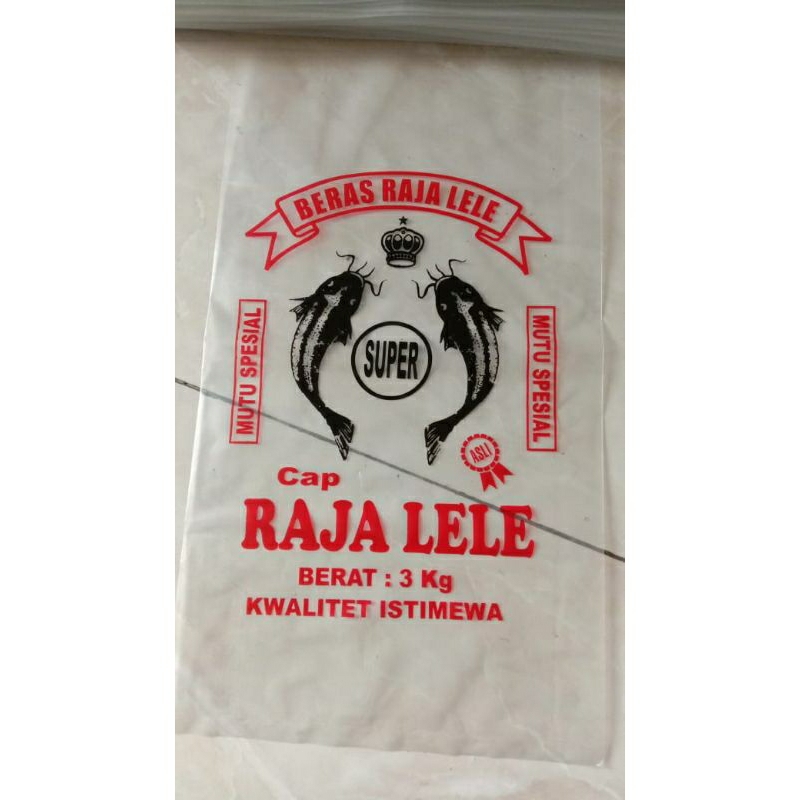 BERAS RAJA LELE
MUTU SPESIAL
SUPER
MUTU SPESIAL
ASLI
Cap
RAJA LELE
BERAT : 3 Kg
KWALITET ISTIMEWA